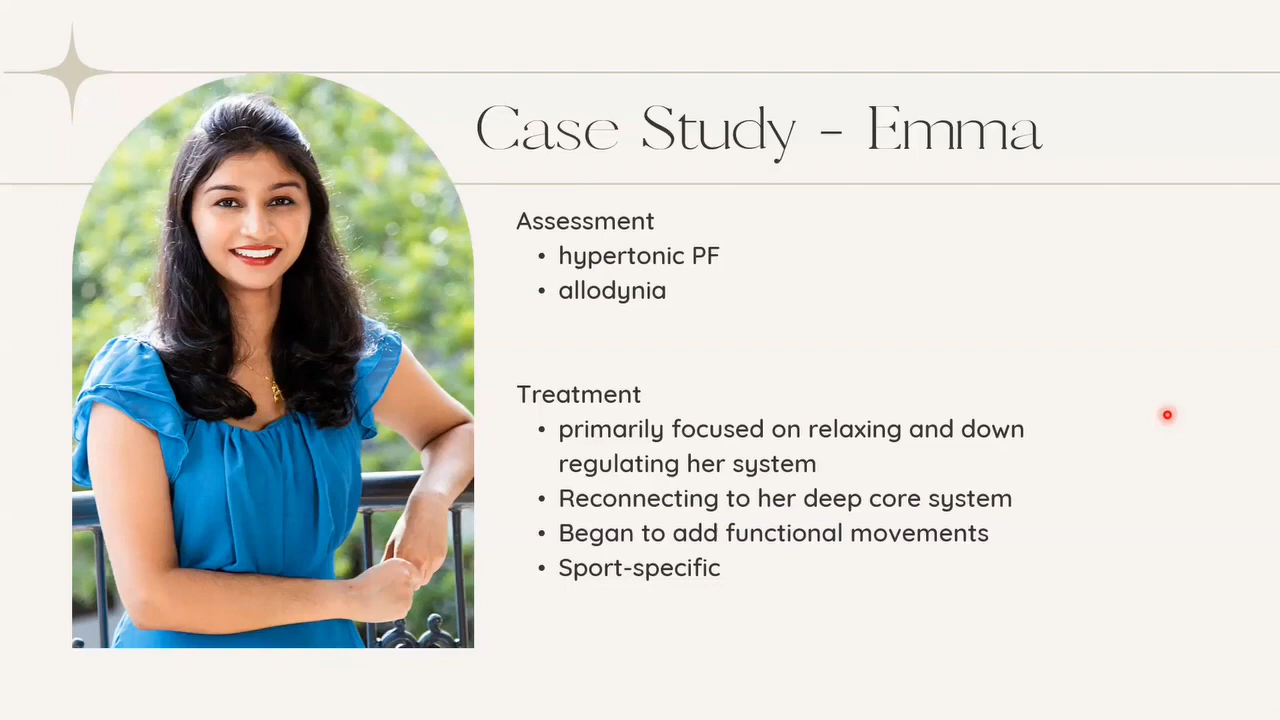 Case Study - Emma
Assessment
• hypertonic PF
• allodynia
Treatment
• primarily focused on relaxing and down
regulating her system
• Reconnecting to her deep core system
• Began to add functional movements
• Sport-specific